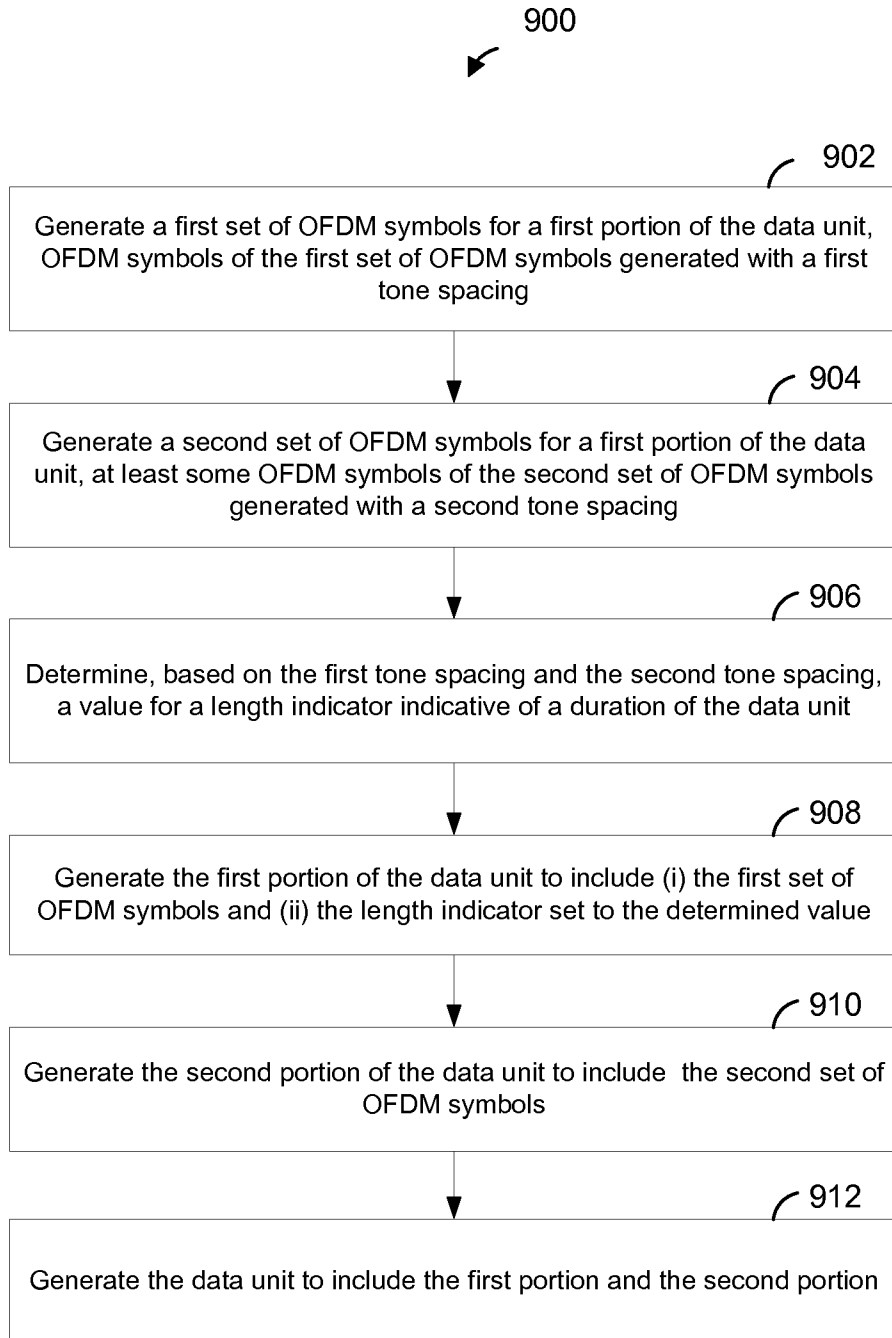 900
902
Generate a first set of OFDM symbols for a first portion of the data unit,
OFDM symbols of the first set of OFDM symbols generated with a first
tone spacing
904
Generate a second set of OFDM symbols for a first portion of the data
unit, at least some OFDM symbols of the second set of OFDM symbols
generated with a second tone spacing
906
Determine, based on the first tone spacing and the second tone spacing,
a value for a length indicator indicative of a duration of the data unit
908
Generate the first portion of the data unit to include (i) the first set of
OFDM symbols and (ii) the length indicator set to the determined value
910
Generate the second portion of the data unit to include  the second set of
OFDM symbols
912
Generate the data unit to include the first portion and the second portion